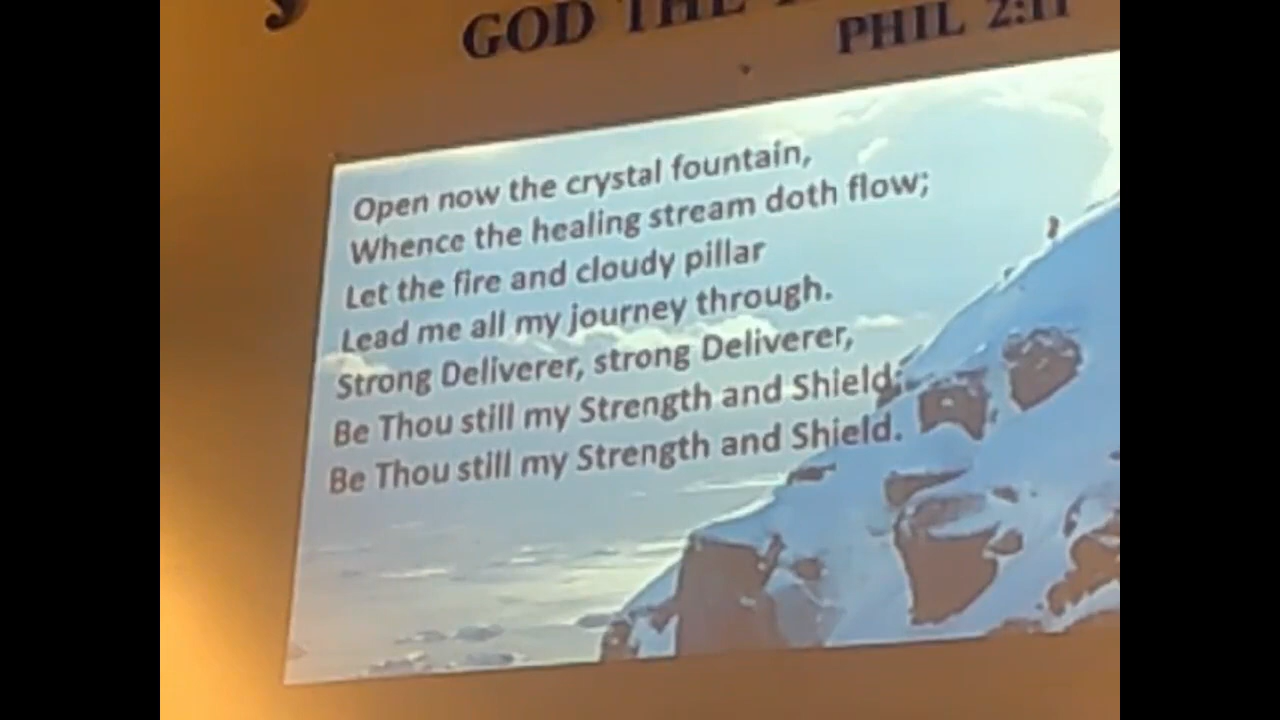 GOD THE
PHIL 2:11
Open now the crystal fountain,
Whence the healing stream doth flow;
Let the fire and cloudy pillar
Lead me all my journey through.
Strong Deliverer, strong Deliverer,
Be Thou still my Strength and Shield;
Be Thou still my Strength and Shield.